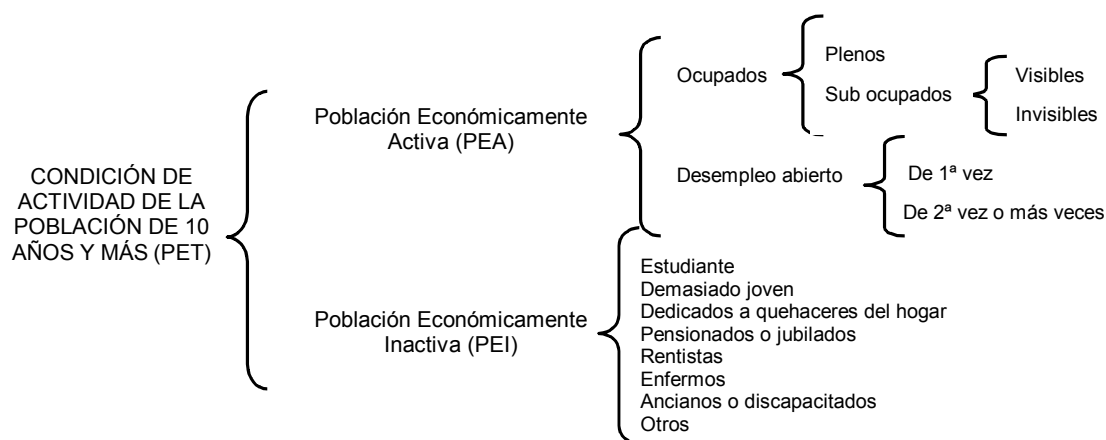 CONDICIÓN DE
ACTIVIDAD DE LA
POBLACIÓN DE 10
AÑOS Y MÁS (PET)
Población Económicamente
Activa (PEA)
Ocupados
Plenos
Sub ocupados
Visibles
Invisibles
Desempleo abierto
De 1ª vez
De 2ª vez o más veces
Población Económicamente
Inactiva (PEI)
Estudiante
Demasiado joven
Dedicados a quehaceres del hogar
Pensionados o jubilados
Rentistas
Enfermos
Ancianos o discapacitados
Otros